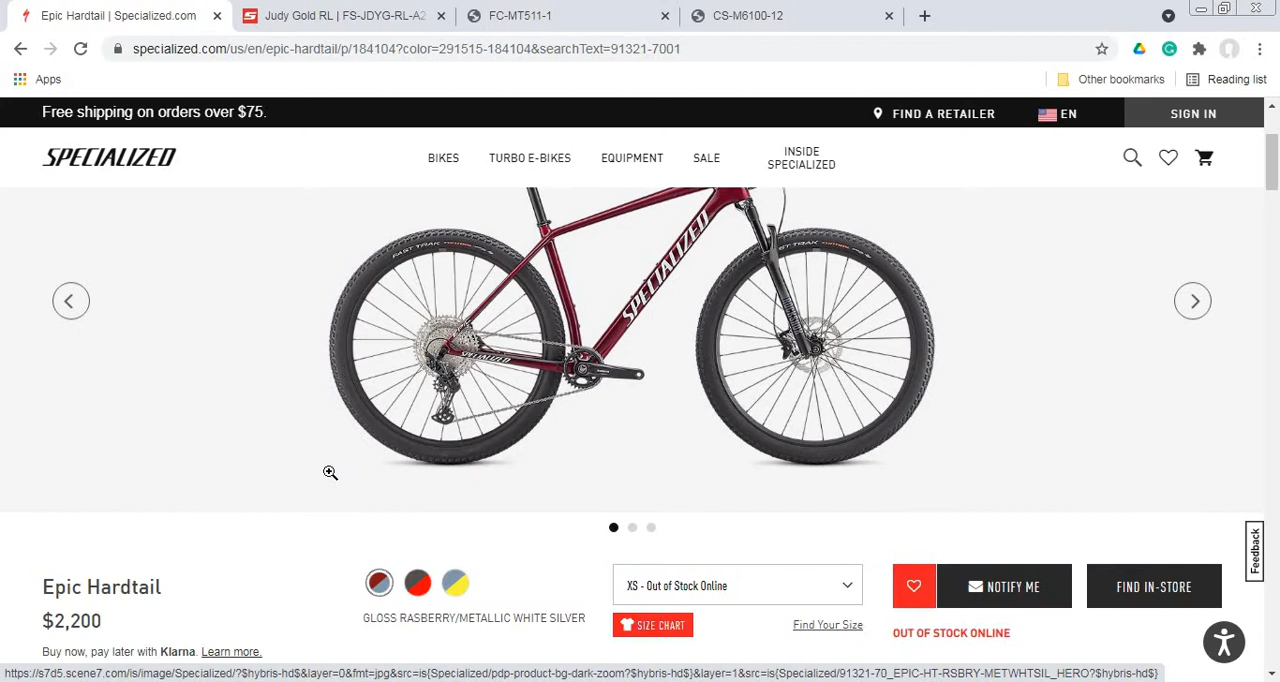 Epic Hardtail | Specialized.com
Judy Gold RL | FS-JDYG-RL-A2
FC-MT511-1
CS-M6100-12
specialized.com/us/en/epic-hardtail/p/184104?color=291515-184104&searchText=91321-7001
Apps
Other bookmarks
Reading list
Free shipping on orders over $75.
FIND A RETAILER
EN
SIGN IN
SPECIALIZED
BIKES
TURBO E-BIKES
EQUIPMENT
SALE
INSIDE
SPECIALIZED
FAST TRAK
FAST TRAK
SPECIALIZED
SPECIALIZED
Feedback
Epic Hardtail
$2,200
Buy now, pay later with Klarna. Learn more.
GLOSS RASBERRY/METALLIC WHITE SILVER
XS - Out of Stock Online
SIZE CHART
Find Your Size
NOTIFY ME
FIND IN-STORE
OUT OF STOCK ONLINE
https://s7d5.scene7.com/is/image/Specialized/?$hybris-hd$&layer=0&fmt=jpg&src=is{Specialized/pdp-product-bg-dark-zoom?$hybris-hd$}&layer=1&src=is{Specialized/91321-70_EPIC-HT-RSBRY-METWHTSIL_HERO?$hybris-hd$}